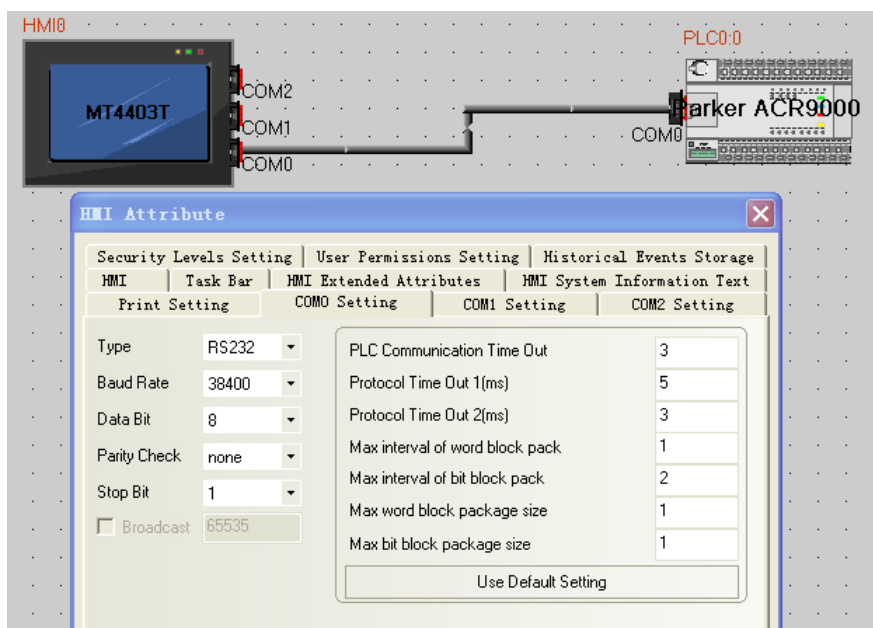 HMI0
PLC0:0
COM2
MT4403T
COM1
Parker ACR9000
COM0
COM0
HMI Attribute
Security Levels Setting
User Permissions Setting
Historical Events Storage
HMI
Task Bar
HMI Extended Attributes
HMI System Information Text
Print Setting
COM0 Setting
COM1 Setting
COM2 Setting
Type
RS232
Baud Rate
38400
Data Bit
8
Parity Check
none
Stop Bit
1
Broadcast
65535
PLC Communication Time Out
3
Protocol Time Out 1(ms)
5
Protocol Time Out 2(ms)
3
Max interval of word block pack
1
Max interval of bit block pack
2
Max word block package size
1
Max bit block package size
1
Use Default Setting